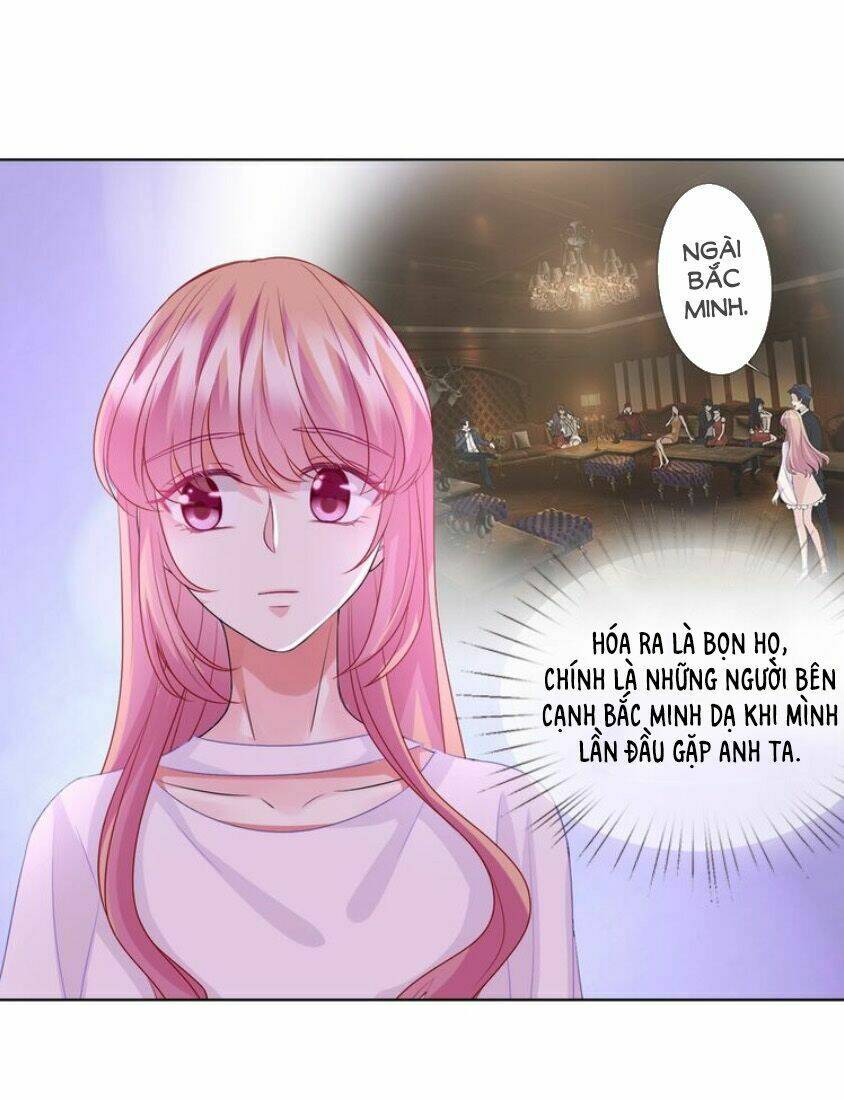 NGÀI
BẮC
MINH.
HÓA RA LÀ BỌN HỌ,
CHÍNH LÀ NHỮNG NGƯỜI BÊN
CẠNH BẮC MINH DẠ KHI MÌNH
LẦN ĐẦU GẶP ANH TA.